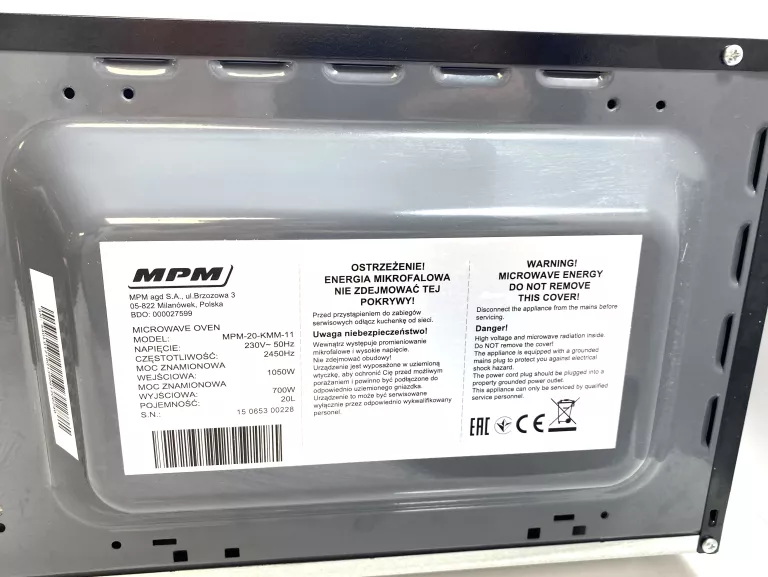 MPM
MPM agd S.A., ul.Brzozowa 3
05-822 Milanówek, Polska
BDO: 000027599
MICROWAVE OVEN
MODEL: MPM-20-KMM-11
NAPIĘCIE: 230V~ 50Hz
CZĘSTOTLIWOŚĆ: 2450Hz
MOC ZNAMIONOWA
WEJŚCIOWA: 1050W
MOC ZNAMIONOWA
WYJŚCIOWA: 700W
POJEMNOŚĆ: 20L
S.N.: 15 0653 00228
OSTRZEŻENIE!
ENERGIA MIKROFALOWA
NIE ZDEJMOWAĆ TEJ
POKRYWY!
Przed przystąpieniem do zabiegów
serwisowych odłącz kuchenkę od sieci.
Uwaga niebezpieczeństwo!
Wewnątrz występuje promieniowanie
mikrofalowe i wysokie napięcie.
Nie zdejmować obudowy!
Urządzenie jest wyposażone w uziemioną
wtyczkę, aby ochronić Cię przed możliwym
porażaniem i powinno być podłączone do
odpowiednio uziemionego gniazdka.
Urządzenie to może być serwisowane
wyłącznie przez odpowiednio wykwalifikowany
personel.
WARNING!
MICROWAVE ENERGY
DO NOT REMOVE
THIS COVER!
Disconnect the appliance from the mains before
servicing.
Danger!
High voltage and microwave radiation inside.
Do NOT remove the cover.
The appliance is equipped with a grounded
mains plug to protect you against electrical
shock hazard.
The power cord plug should be plugged into a
property grounded power outlet.
This appliance can only be serviced by qualified
service personnel.
EAC CE